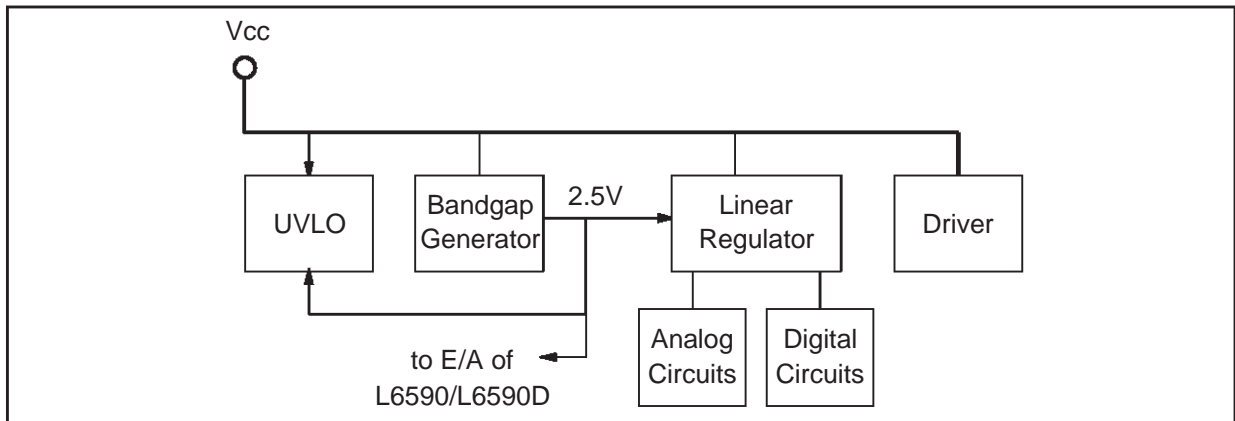 Vcc
UVLO
Bandgap
Generator
2.5V
Linear
Regulator
Driver
Analog
Circuits
Digital
Circuits
to E/A of
L6590/L6590D